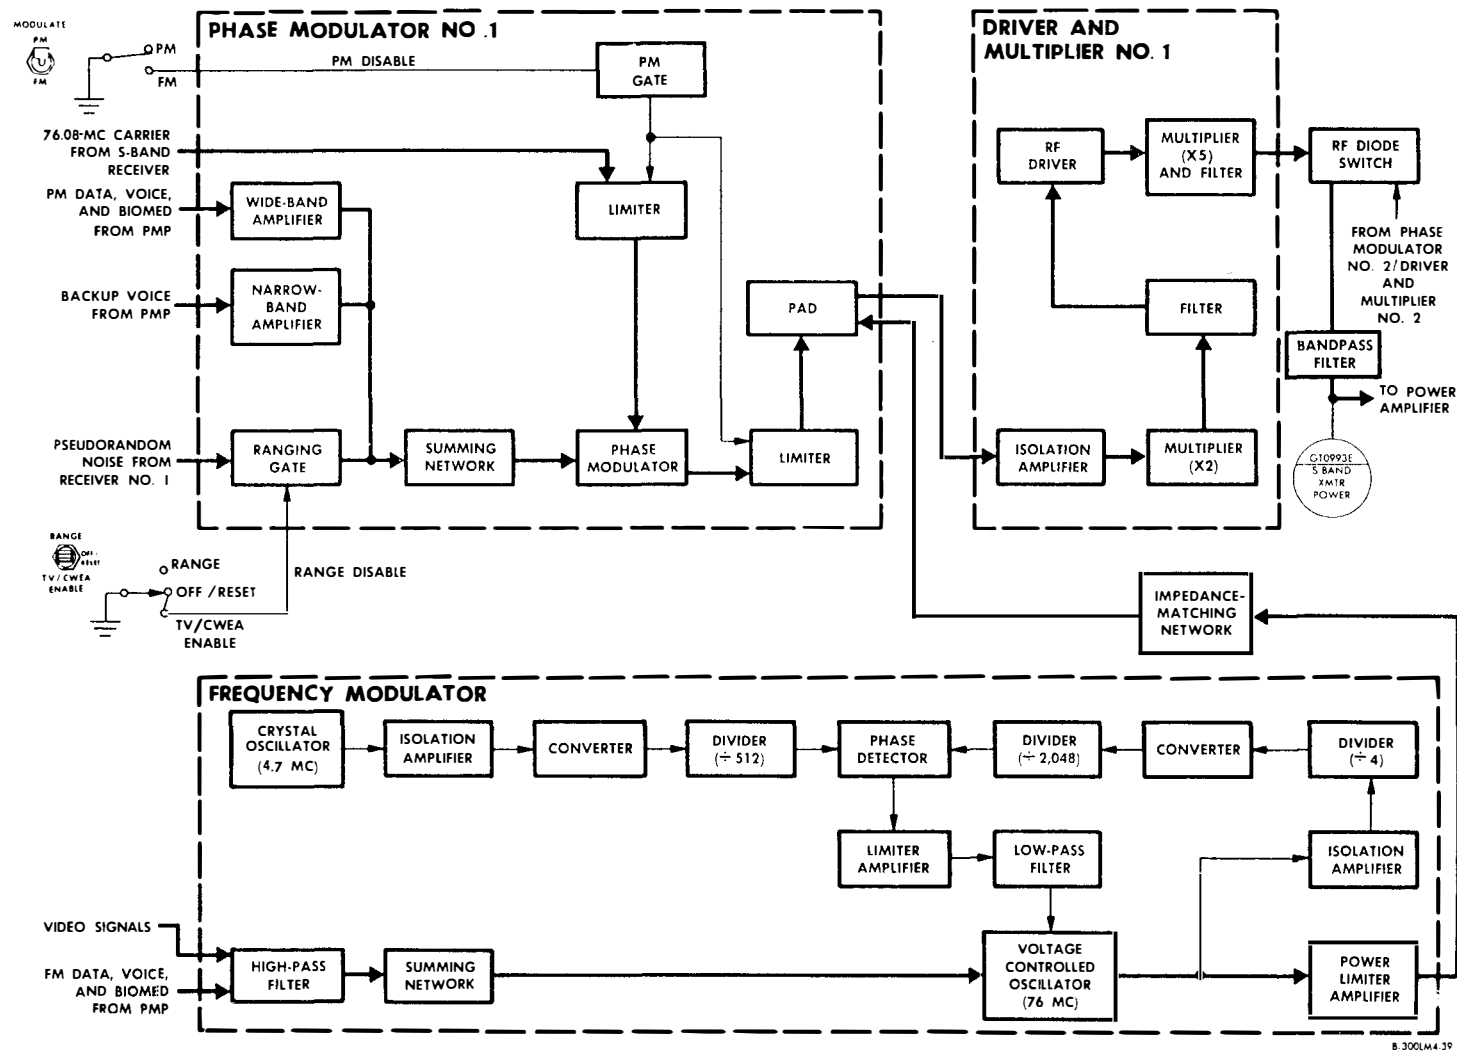 MODULATE
PM
FM
PM
FM
PHASE MODULATOR NO .1
PM DISABLE
PM
GATE
76.08-MC CARRIER
FROM S-BAND
RECEIVER
PM DATA, VOICE,
AND BIOMED
FROM PMP
WIDE-BAND
AMPLIFIER
LIMITER
BACKUP VOICE
FROM PMP
NARROW-
BAND
AMPLIFIER
PAD
PSEUDORANDOM
NOISE FROM
RECEIVER NO. 1
RANGING
GATE
SUMMING
NETWORK
PHASE
MODULATOR
LIMITER
RANGE
OFF/
RESET
TV/CWEA
ENABLE
RANGE
OFF/RESET
TV/CWEA
ENABLE
RANGE DISABLE
DRIVER AND
MULTIPLIER NO. 1
RF
DRIVER
MULTIPLIER
(X5)
AND FILTER
FILTER
ISOLATION
AMPLIFIER
MULTIPLIER
(X2)
RF DIODE
SWITCH
FROM PHASE
MODULATOR
NO. 2/DRIVER
AND
MULTIPLIER
NO. 2
BANDPASS
FILTER
TO POWER
AMPLIFIER
GT0993E
S BAND
XMTR
POWER
IMPEDANCE-
MATCHING
NETWORK
FREQUENCY MODULATOR
CRYSTAL
OSCILLATOR
(4.7 MC)
ISOLATION
AMPLIFIER
CONVERTER
DIVIDER
(÷512)
PHASE
DETECTOR
DIVIDER
(÷2,048)
CONVERTER
DIVIDER
(÷4)
LIMITER
AMPLIFIER
LOW-PASS
FILTER
ISOLATION
AMPLIFIER
VIDEO SIGNALS
FM DATA, VOICE,
AND BIOMED
FROM PMP
HIGH-PASS
FILTER
SUMMING
NETWORK
VOLTAGE
CONTROLLED
OSCILLATOR
(76 MC)
POWER
LIMITER
AMPLIFIER
B-300LM4-39